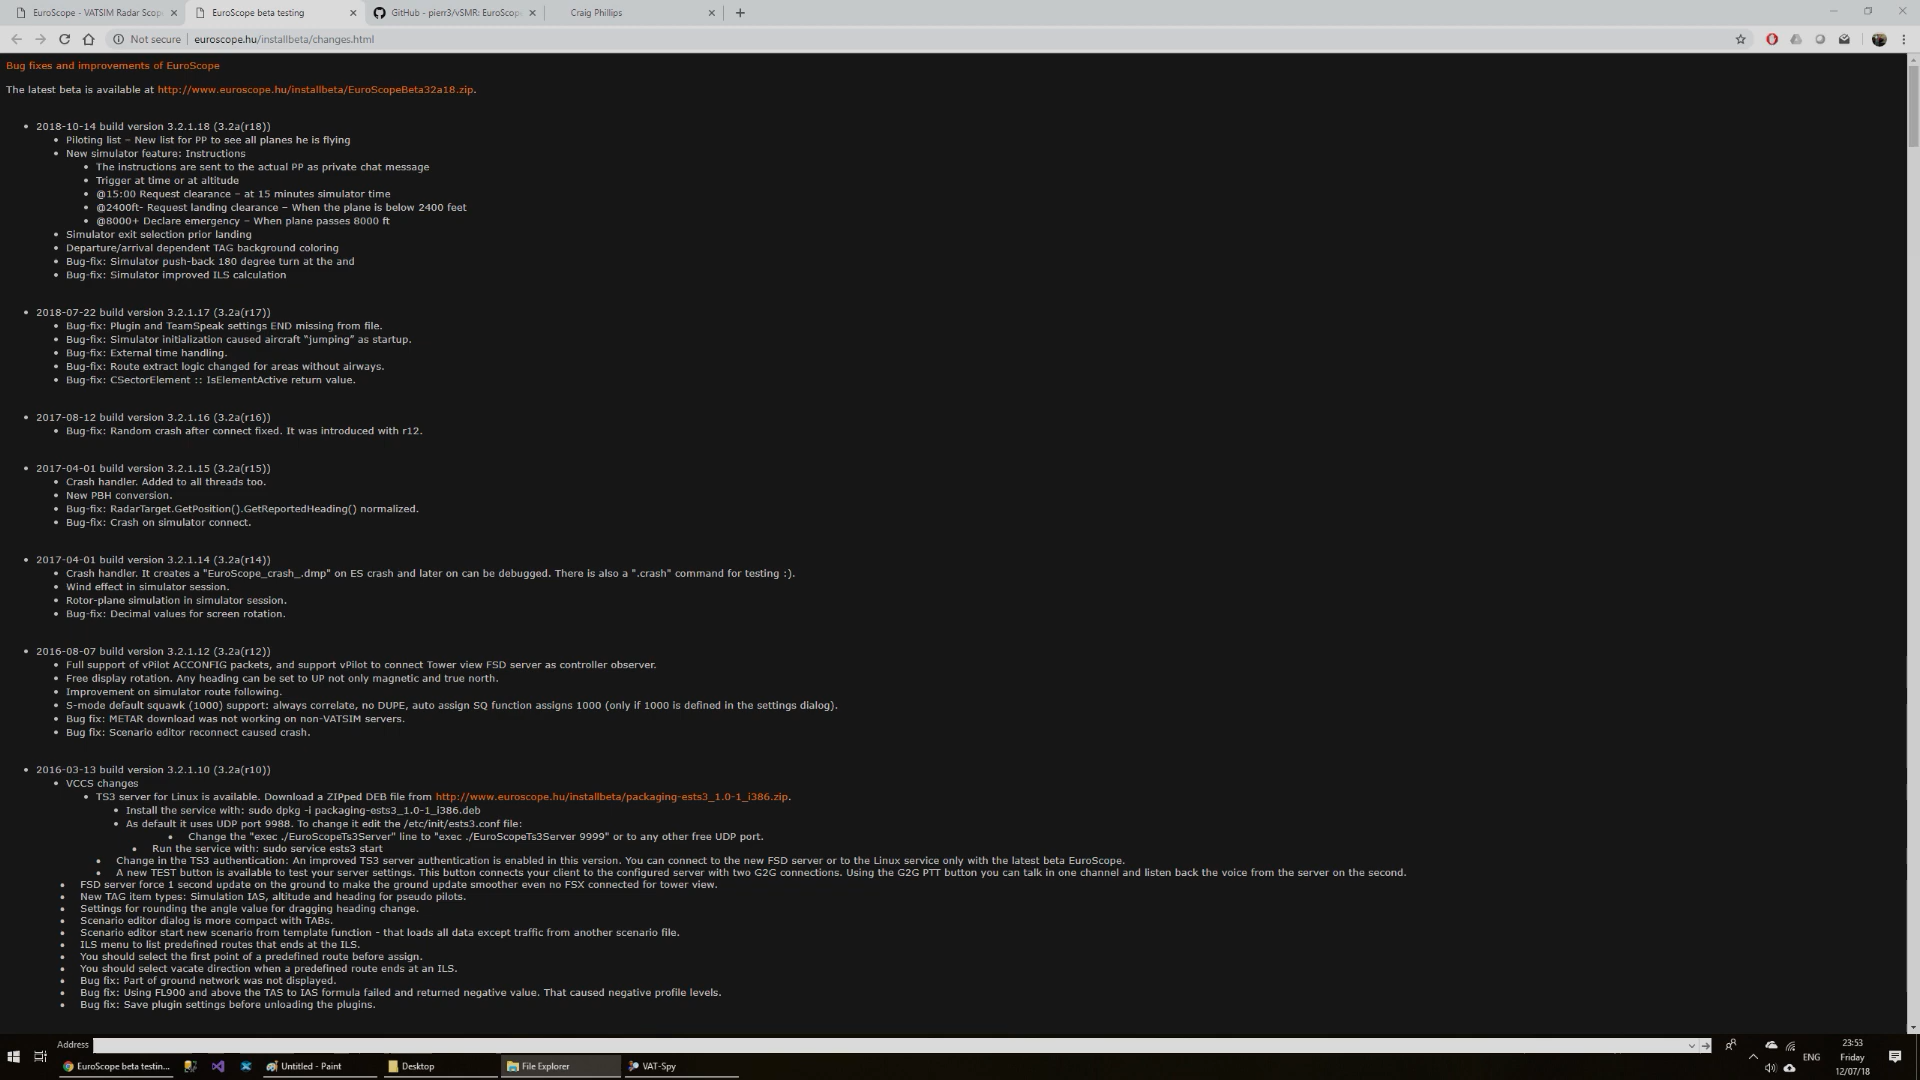 EuroScope - VATSIM Radar Scop
EuroScope beta testing
GitHub - pierr3/vSMR: EuroScop
Craig Phillips
Not secure
euroscope.hu/installbeta/changes.html
Bug fixes and improvements of EuroScope
The latest beta is available at http://www.euroscope.hu/installbeta/EuroScopeBeta32a18.zip.
2018-10-14 build version 3.2.1.18 (3.2a(r18))
Piloting list – New list for PP to see all planes he is flying
New simulator feature: Instructions
The instructions are sent to the actual PP as private chat message
Trigger at time or at altitude
@15:00 Request clearance – at 15 minutes simulator time
@2400ft- Request landing clearance – When the plane is below 2400 feet
@8000+ Declare emergency – When plane passes 8000 ft
Simulator exit selection prior landing
Departure/arrival dependent TAG background coloring
Bug-fix: Simulator push-back 180 degree turn at the and
Bug-fix: Simulator improved ILS calculation
2018-07-22 build version 3.2.1.17 (3.2a(r17))
Bug-fix: Plugin and TeamSpeak settings END missing from file.
Bug-fix: Simulator initialization caused aircraft “jumping” as startup.
Bug-fix: External time handling.
Bug-fix: Route extract logic changed for areas without airways.
Bug-fix: CSectorElement :: IsElementActive return value.
2017-08-12 build version 3.2.1.16 (3.2a(r16))
Bug-fix: Random crash after connect fixed. It was introduced with r12.
2017-04-01 build version 3.2.1.15 (3.2a(r15))
Crash handler. Added to all threads too.
New PBH conversion.
Bug-fix: RadarTarget.GetPosition().GetReportedHeading() normalized.
Bug-fix: Crash on simulator connect.
2017-04-01 build version 3.2.1.14 (3.2a(r14))
Crash handler. It creates a "EuroScope_crash_.dmp" on ES crash and later on can be debugged. There is also a ".crash" command for testing :).
Wind effect in simulator session.
Rotor-plane simulation in simulator session.
Bug-fix: Decimal values for screen rotation.
2016-08-07 build version 3.2.1.12 (3.2a(r12))
Full support of vPilot ACCONFIG packets, and support vPilot to connect Tower view FSD server as controller observer.
Free display rotation. Any heading can be set to UP not only magnetic and true north.
Improvement on simulator route following.
S-mode default squawk (1000) support: always correlate, no DUPE, auto assign SQ function assigns 1000 (only if 1000 is defined in the settings dialog).
Bug fix: METAR download was not working on non-VATSIM servers.
Bug fix: Scenario editor reconnect caused crash.
2016-03-13 build version 3.2.1.10 (3.2a(r10))
VCCS changes
TS3 server for Linux is available. Download a ZIPped DEB file from http://www.euroscope.hu/installbeta/packaging-ests3_1.0-1_i386.zip.
Install the service with: sudo dpkg -i packaging-ests3_1.0-1_i386.deb
As default it uses UDP port 9988. To change it edit the /etc/init/ests3.conf file:
Change the "exec ./EuroScopeTs3Server" line to "exec ./EuroScopeTs3Server 9999" or to any other free UDP port.
Run the service with: sudo service ests3 start
Change in the TS3 authentication: An improved TS3 server authentication is enabled in this version. You can connect to the new FSD server or to the Linux service only with the latest beta EuroScope.
A new TEST button is available to test your server settings. This button connects your client to the configured server with two G2G connections. Using the G2G PTT button you can talk in one channel and listen back the voice from the server on the second.
FSD server force 1 second update on the ground to make the ground update smoother even no FSX connected for tower view.
New TAG item types: Simulation IAS, altitude and heading for pseudo pilots.
Settings for rounding the angle value for dragging heading change.
Scenario editor dialog is more compact with TABs.
Scenario editor start new scenario from template function - that loads all data except traffic from another scenario file.
ILS menu to list predefined routes that ends at the ILS.
You should select the first point of a predefined route before assign.
You should select vacate direction when a predefined route ends at an ILS.
Bug fix: Part of ground network was not displayed.
Bug fix: Using FL900 and above the TAS to IAS formula failed and returned negative value. That caused negative profile levels.
Bug fix: Save plugin settings before unloading the plugins.
Address
EuroScope beta testin...
Untitled - Paint
Desktop
File Explorer
VAT-Spy
ENG
23:53
Friday
12/07/18